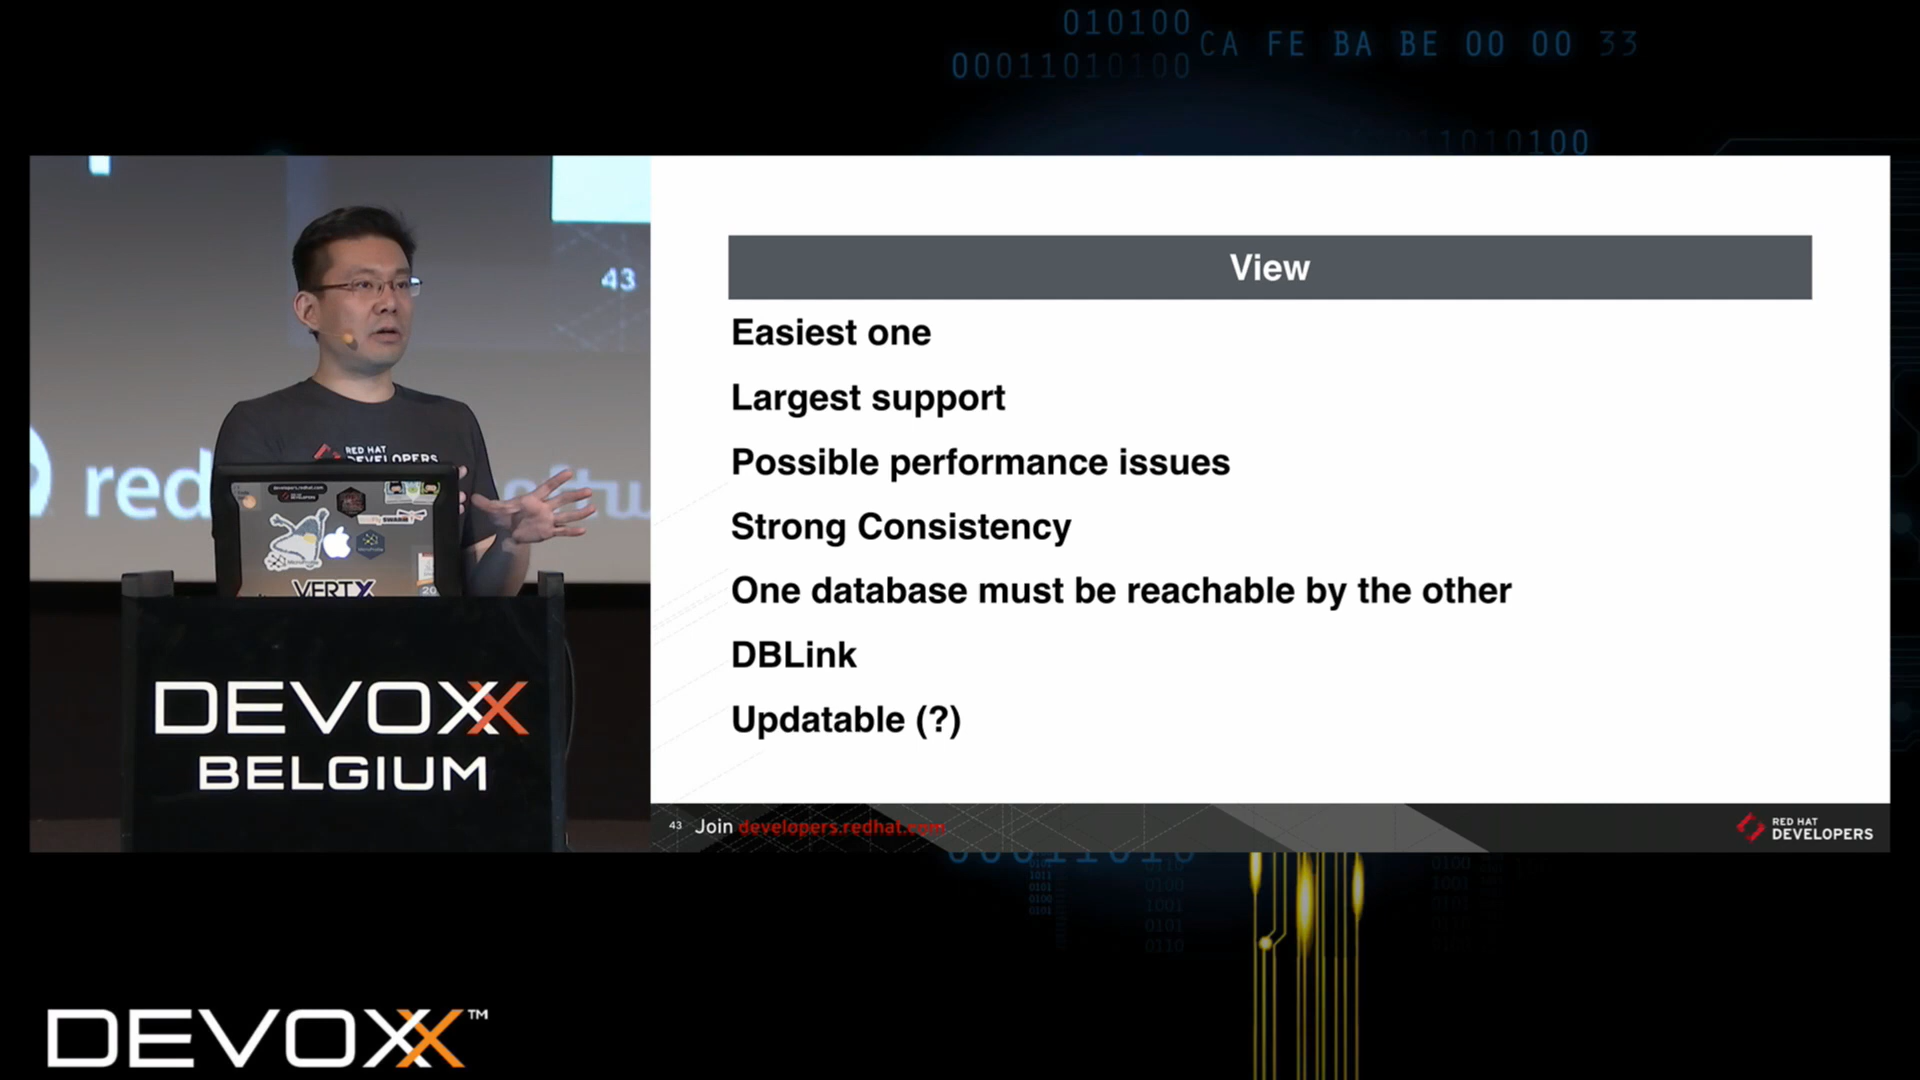 010100
CA FE BA BE 00 00 33
00011010100
11010100
43
red
RED HAT
DEVELOPERS
VERTX
DEVOXX
BELGIUM
View
Easiest one
Largest support
Possible performance issues
Strong Consistency
One database must be reachable by the other
DBLink
Updatable (?)
43 Join developers.redhat.com
RED HAT
DEVELOPERS
DEVOXX™